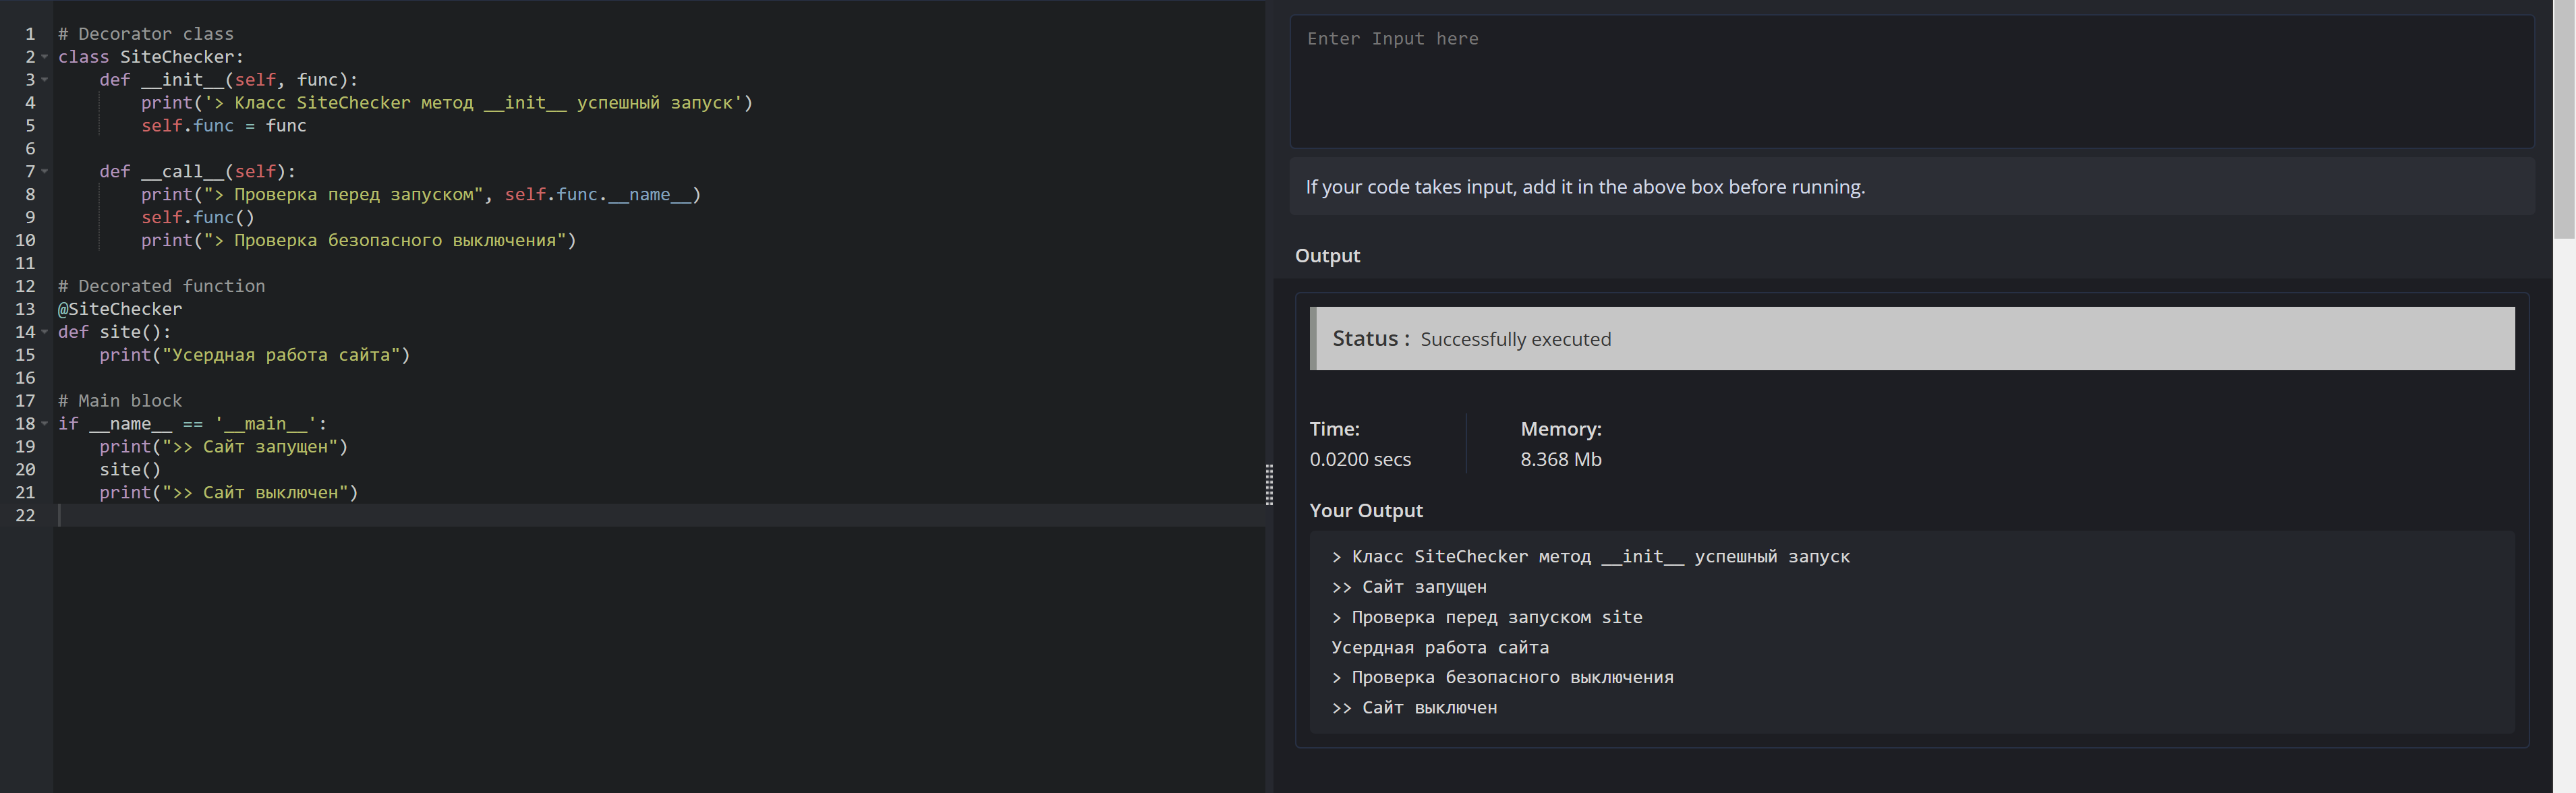 1 # Decorator class
2 class SiteChecker:
3     def __init__(self, func):
4         print('> Класс SiteChecker метод __init__ успешный запуск')
5         self.func = func
6
7     def __call__(self):
8         print("> Проверка перед запуском", self.func.__name__)
9         self.func()
10         print("> Проверка безопасного выключения")
11
12 # Decorated function
13 @SiteChecker
14 def site():
15     print("Усердная работа сайта")
16
17 # Main block
18 if __name__ == '__main__':
19     print(">> Сайт запущен")
20     site()
21     print(">> Сайт выключен")
22
Enter Input here
If your code takes input, add it in the above box before running.
Output
Status : Successfully executed
Time: Memory:
0.0200 secs 8.368 Mb
Your Output
> Класс SiteChecker метод __init__ успешный запуск
>> Сайт запущен
> Проверка перед запуском site
Усердная работа сайта
> Проверка безопасного выключения
>> Сайт выключен